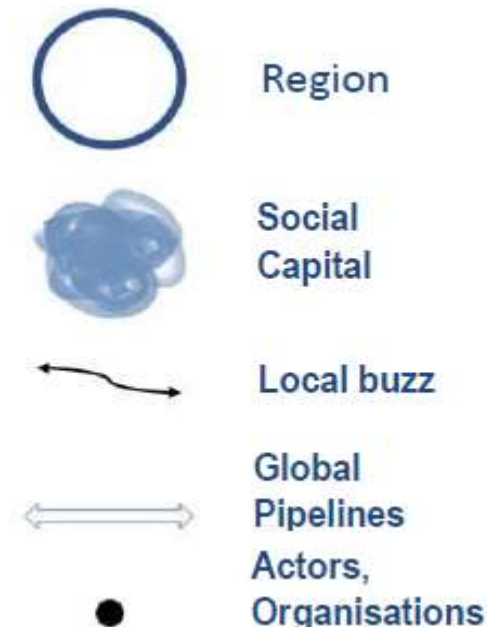 Region
Social
Capital
Local buzz
Global
Pipelines
Actors,
Organisations